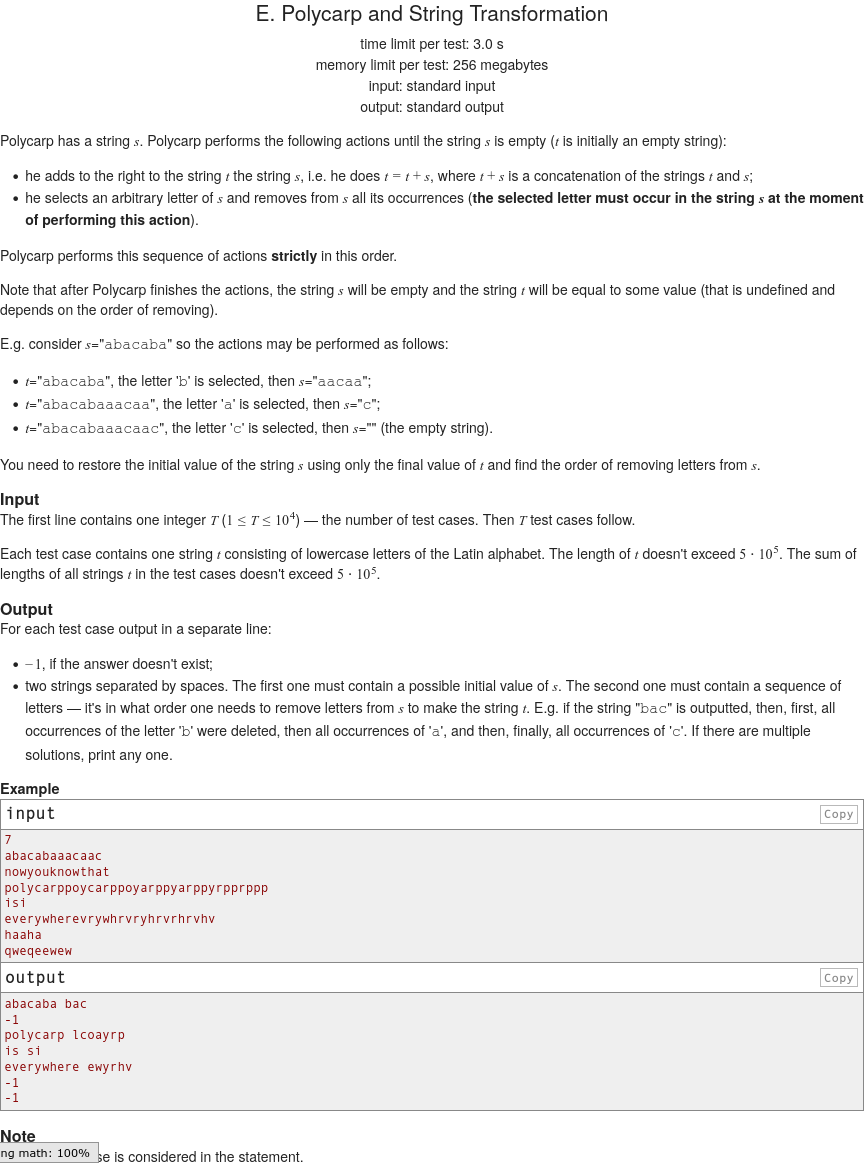 E. Polycarp and String Transformation
time limit per test: 3.0 s
memory limit per test: 256 megabytes
input: standard input
output: standard output
Polycarp has a string s. Polycarp performs the following actions until the string s is empty (t is initially an empty string):
• he adds to the right to the string t the string s, i.e. he does t = t + s, where t + s is a concatenation of the strings t and s;
• he selects an arbitrary letter of s and removes from s all its occurrences (the selected letter must occur in the string s at the moment
of performing this action).
Polycarp performs this sequence of actions strictly in this order.
Note that after Polycarp finishes the actions, the string s will be empty and the string t will be equal to some value (that is undefined and
depends on the order of removing).
E.g. consider s="abacaba" so the actions may be performed as follows:
• t="abacaba", the letter 'b' is selected, then s="aacaa";
• t="abacabaaacaa", the letter 'a' is selected, then s="c";
• t="abacabaaacaac", the letter 'c' is selected, then s="" (the empty string).
You need to restore the initial value of the string s using only the final value of t and find the order of removing letters from s.
Input
The first line contains one integer T (1 ≤ T ≤ 10⁴) — the number of test cases. Then T test cases follow.
Each test case contains one string t consisting of lowercase letters of the Latin alphabet. The length of t doesn't exceed 5 · 10⁵. The sum of
lengths of all strings t in the test cases doesn't exceed 5 · 10⁵.
Output
For each test case output in a separate line:
• −1, if the answer doesn't exist;
• two strings separated by spaces. The first one must contain a possible initial value of s. The second one must contain a sequence of
letters — it's in what order one needs to remove letters from s to make the string t. E.g. if the string "bac" is outputted, then, first, all
occurrences of the letter 'b' were deleted, then all occurrences of 'a', and then, finally, all occurrences of 'c'. If there are multiple
solutions, print any one.
Example
input
Copy
7
abacabaaacaac
nowyouknowthat
polycarppoycarppoyarppyarppyrpprppp
isi
everywherevrywhrvryhrvrhrvhv
haaha
qweqeewew
output
Copy
abacaba bac
-1
polycarp lcoayrp
is si
everywhere ewyrhv
-1
-1
Note
ng math: 100%
se is considered in the statement.